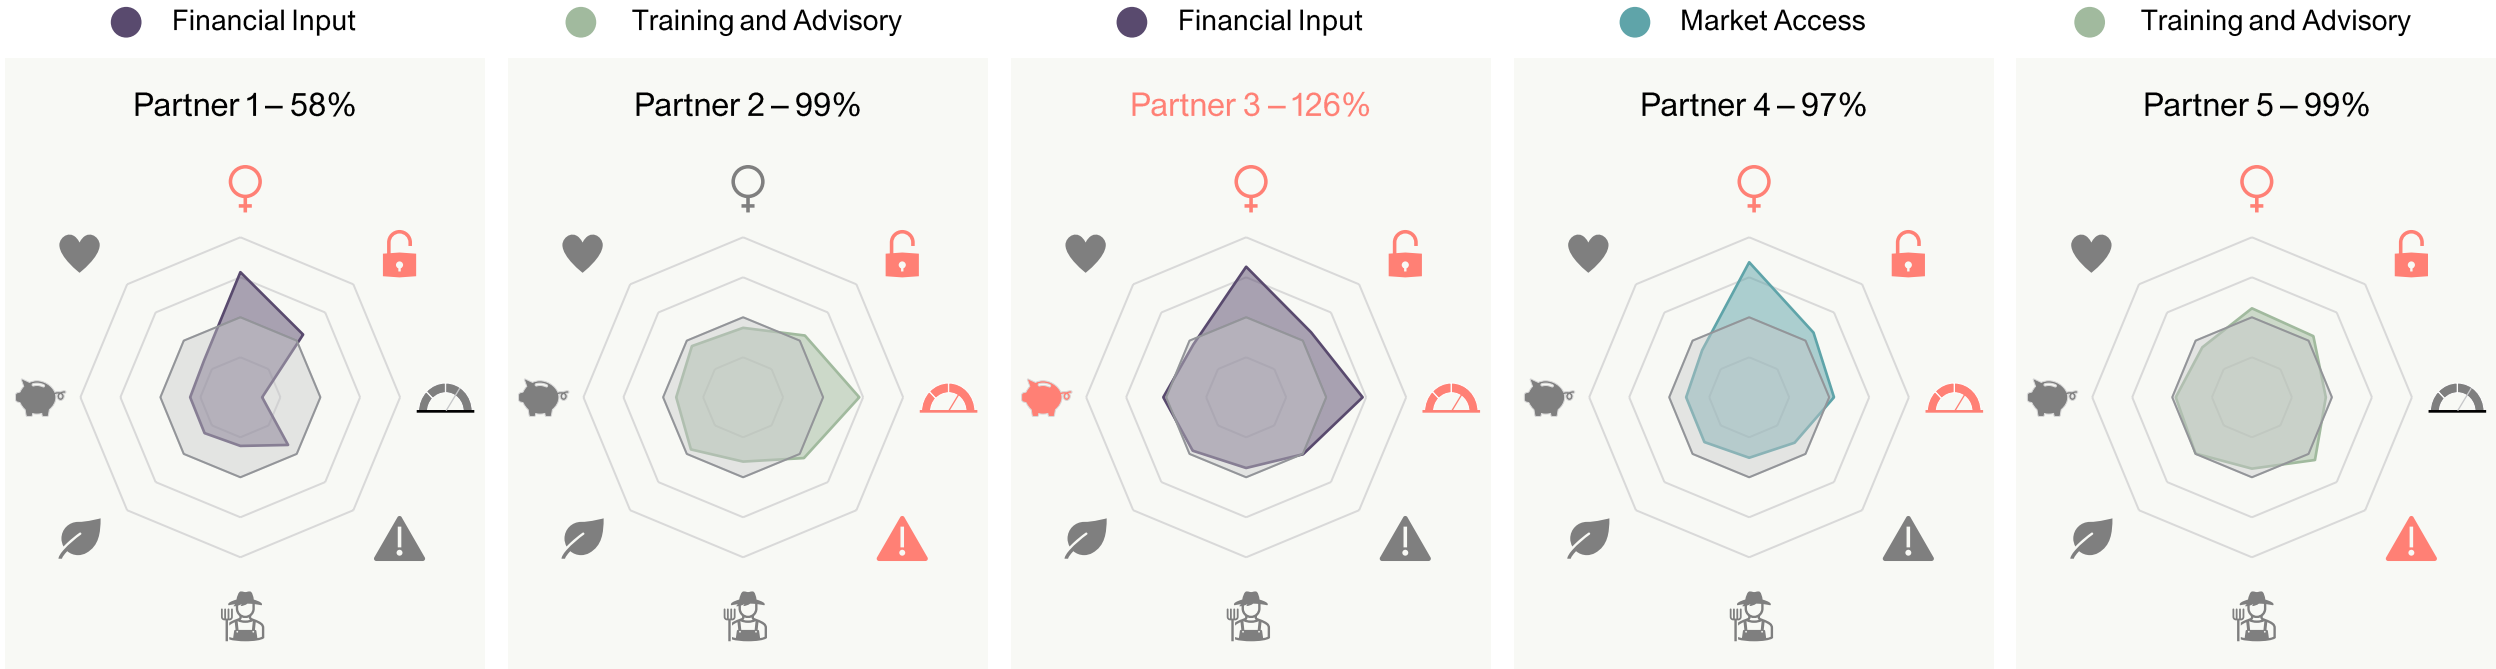 Financial Input
Training and Advisory
Financial Input
Market Access
Training and Advisory
Partner 1 – 58%
Partner 2 – 99%
Partner 3 – 126%
Partner 4 – 97%
Partner 5 – 99%